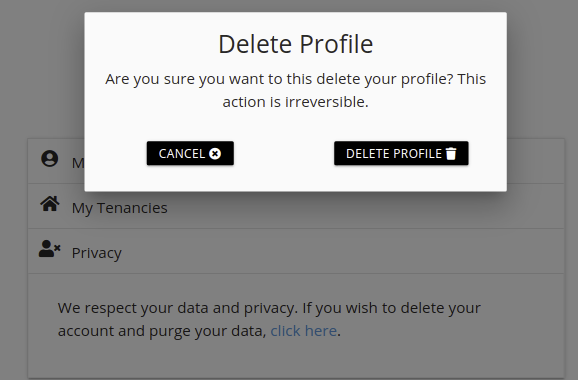 Delete Profile
Are you sure you want to this delete your profile? This
action is irreversible.
CANCEL
DELETE PROFILE
My Tenancies
Privacy
We respect your data and privacy. If you wish to delete your
account and purge your data, click here.